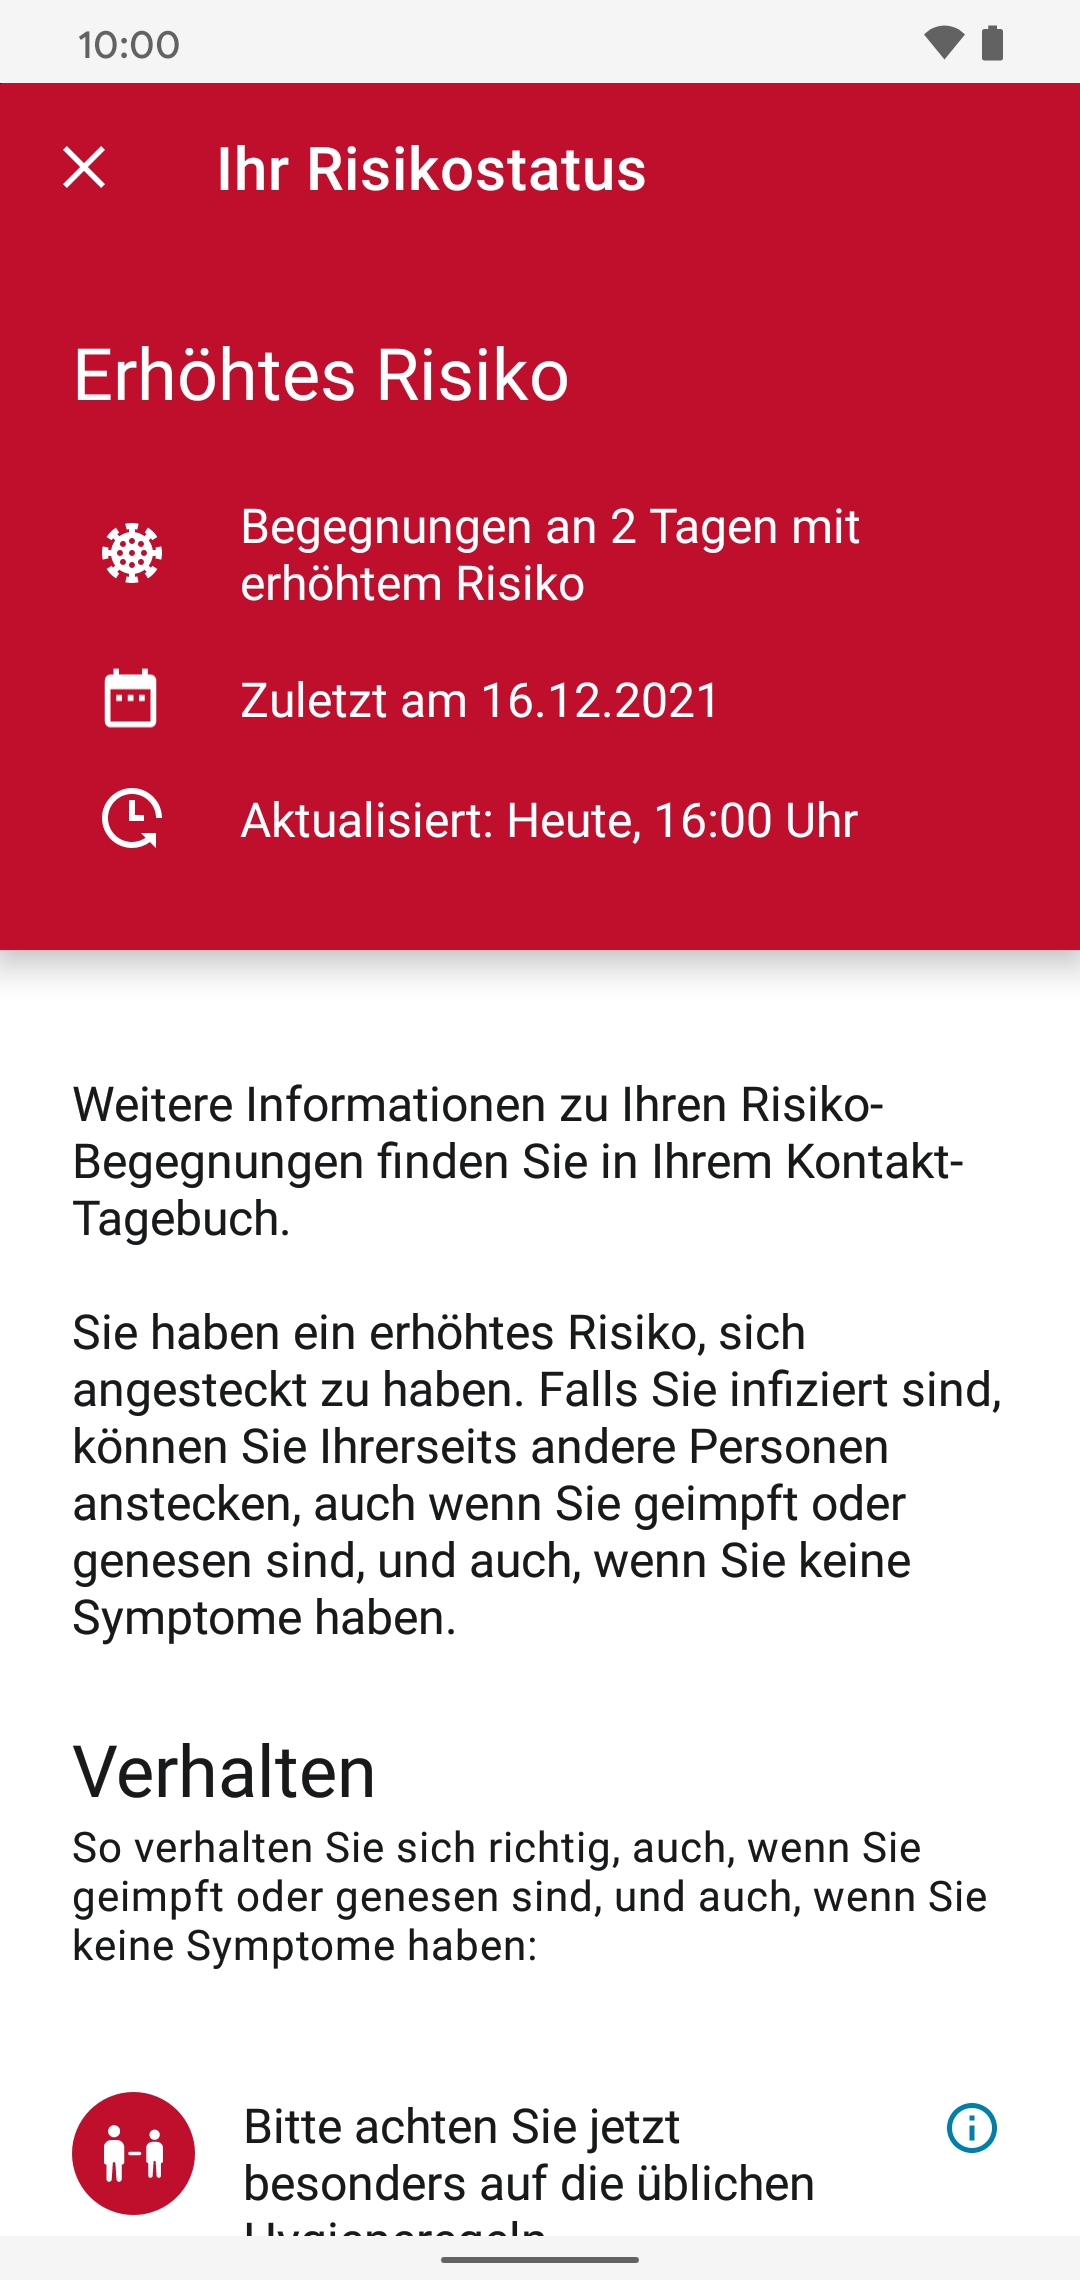 10:00
Ihr Risikostatus
Erhöhtes Risiko
Begegnungen an 2 Tagen mit
erhöhtem Risiko
Zuletzt am 16.12.2021
Aktualisiert: Heute, 16:00 Uhr
Weitere Informationen zu Ihren Risiko-
Begegnungen finden Sie in Ihrem Kontakt-
Tagebuch.
Sie haben ein erhöhtes Risiko, sich
angesteckt zu haben. Falls Sie infiziert sind,
können Sie Ihrerseits andere Personen
anstecken, auch wenn Sie geimpft oder
genesen sind, und auch, wenn Sie keine
Symptome haben.
Verhalten
So verhalten Sie sich richtig, auch, wenn Sie
geimpft oder genesen sind, und auch, wenn Sie
keine Symptome haben:
Bitte achten Sie jetzt
besonders auf die üblichen
Hygieneregeln